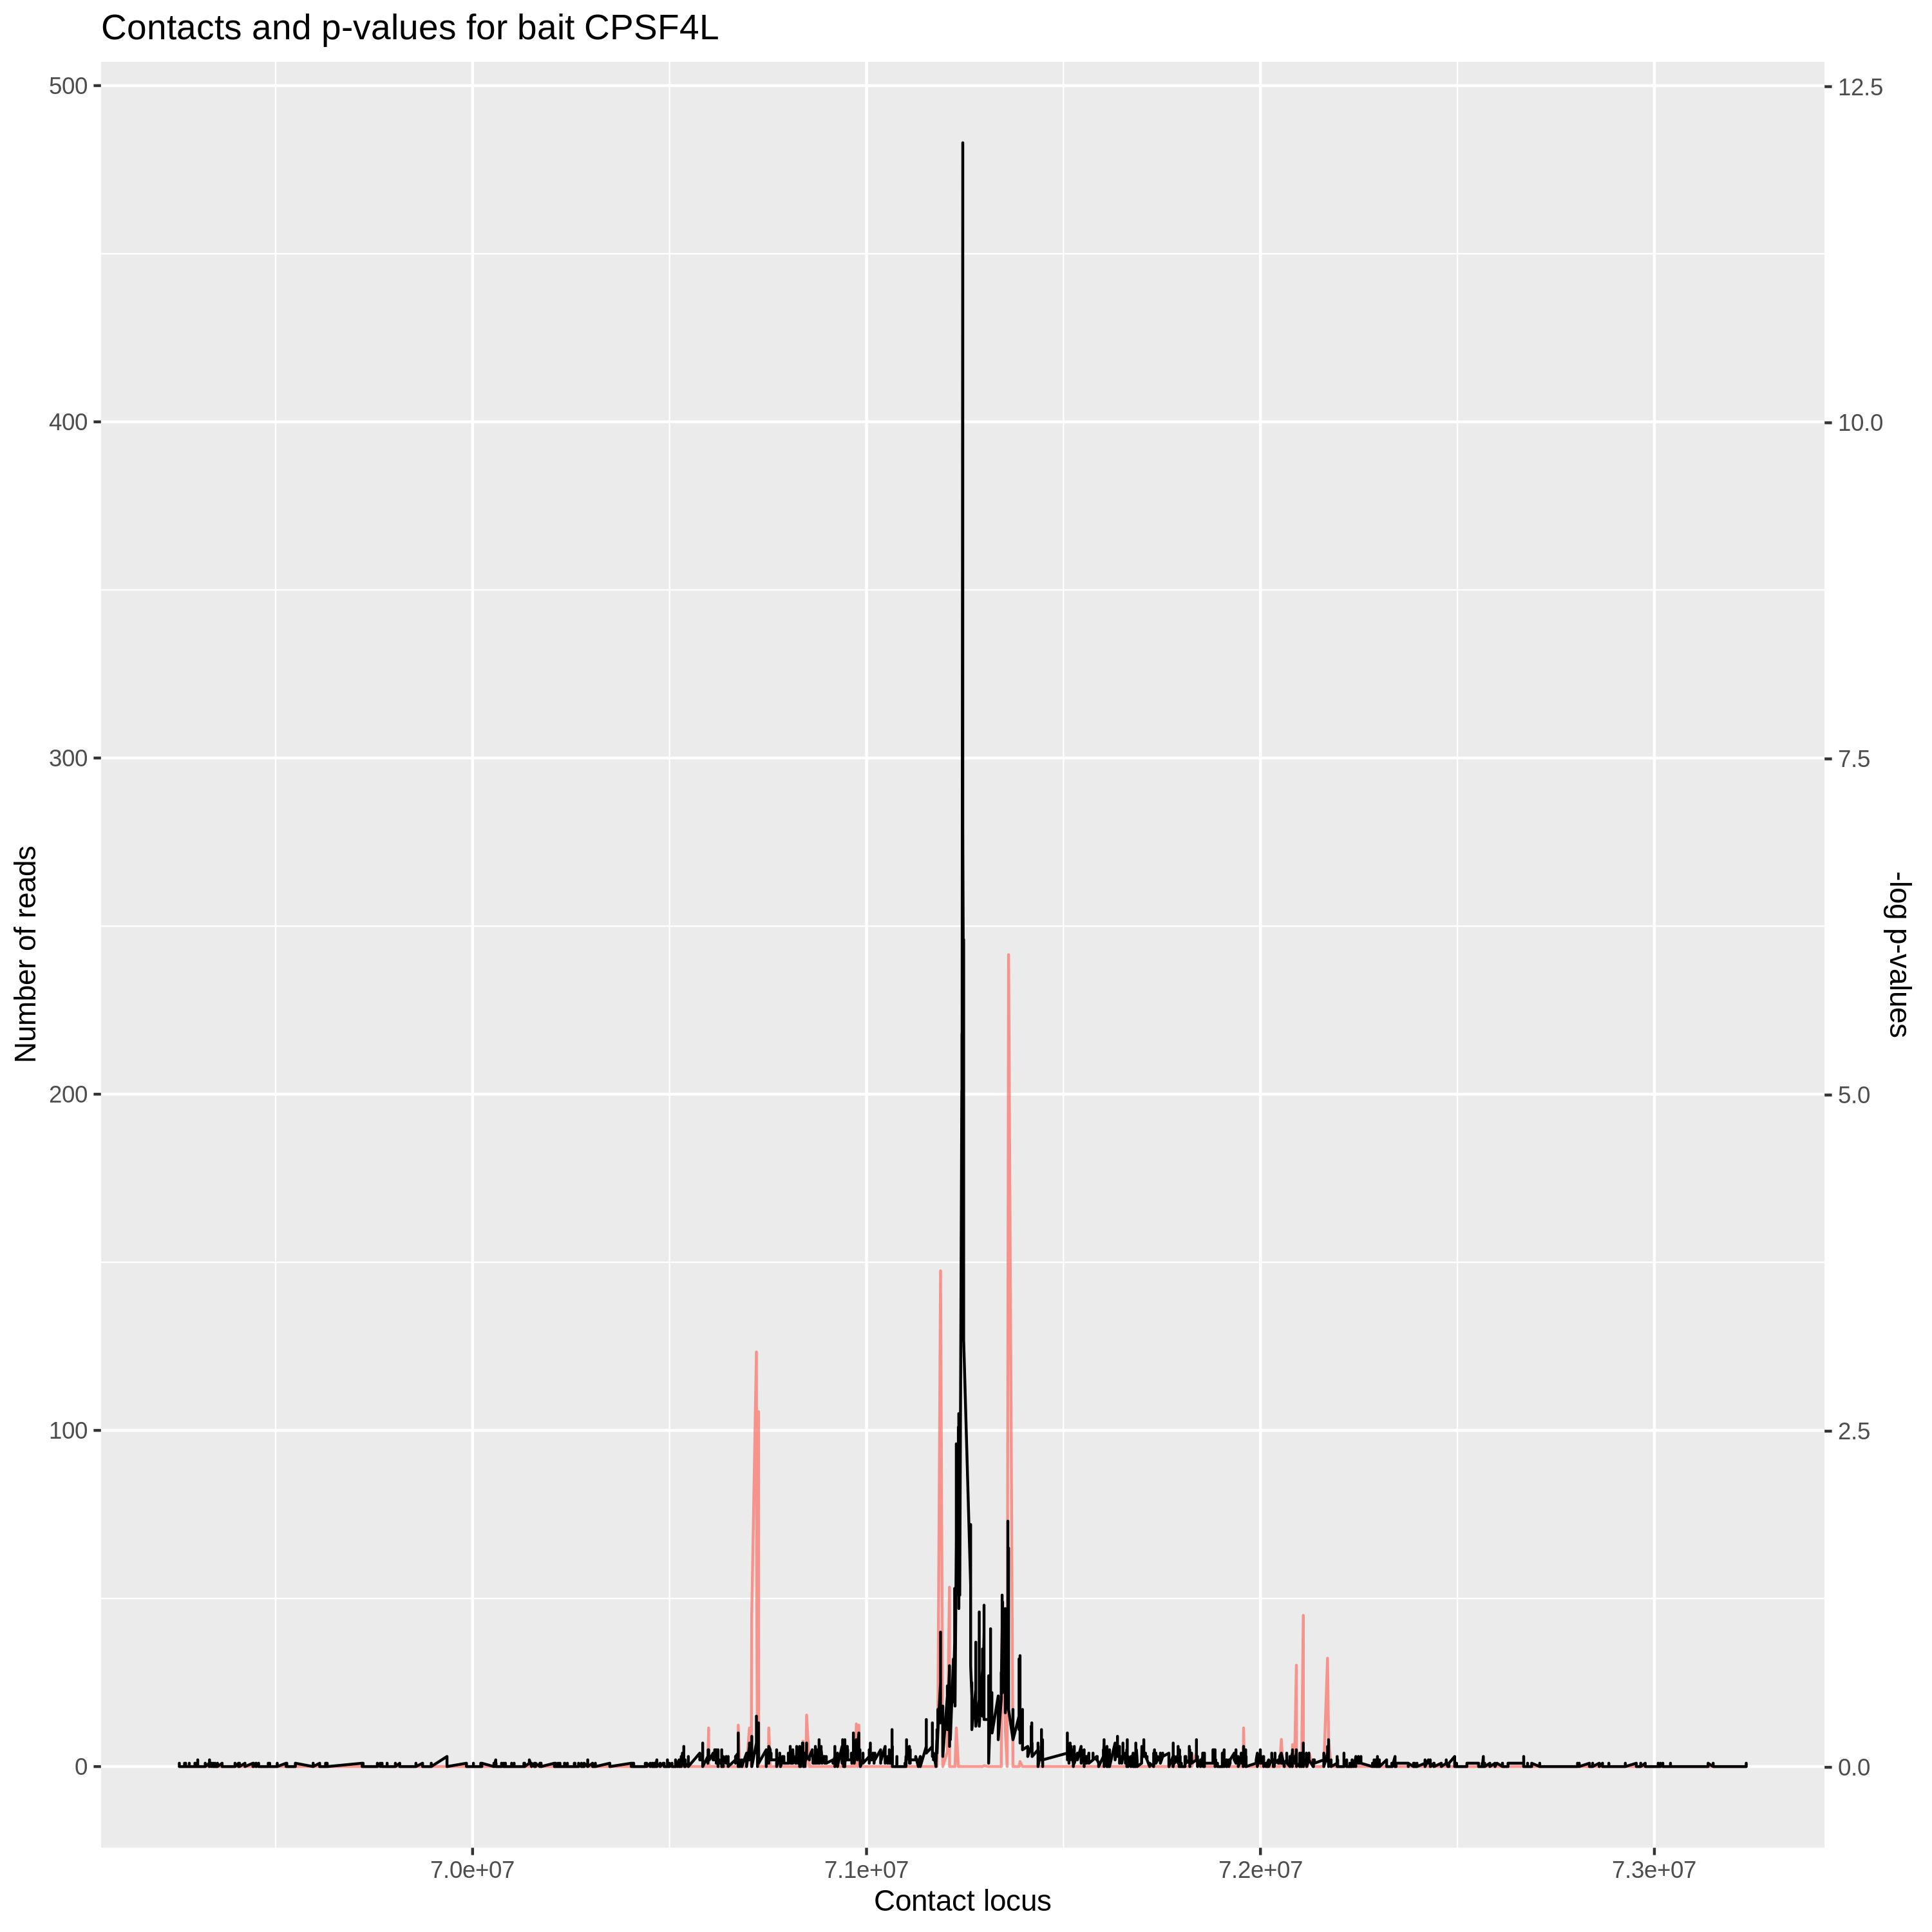 Contacts and p-values for bait CPSF4L
500
400
300
200
100
0
Number of reads
12.5
10.0
7.5
5.0
2.5
0.0
-log p-values
7.0e+07
7.1e+07
7.2e+07
7.3e+07
Contact locus